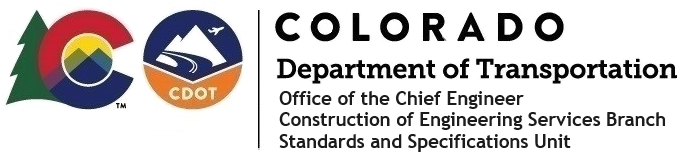 CDOT
TM
COLORADO
Department of Transportation
Office of the Chief Engineer
Construction of Engineering Services Branch
Standards and Specifications Unit